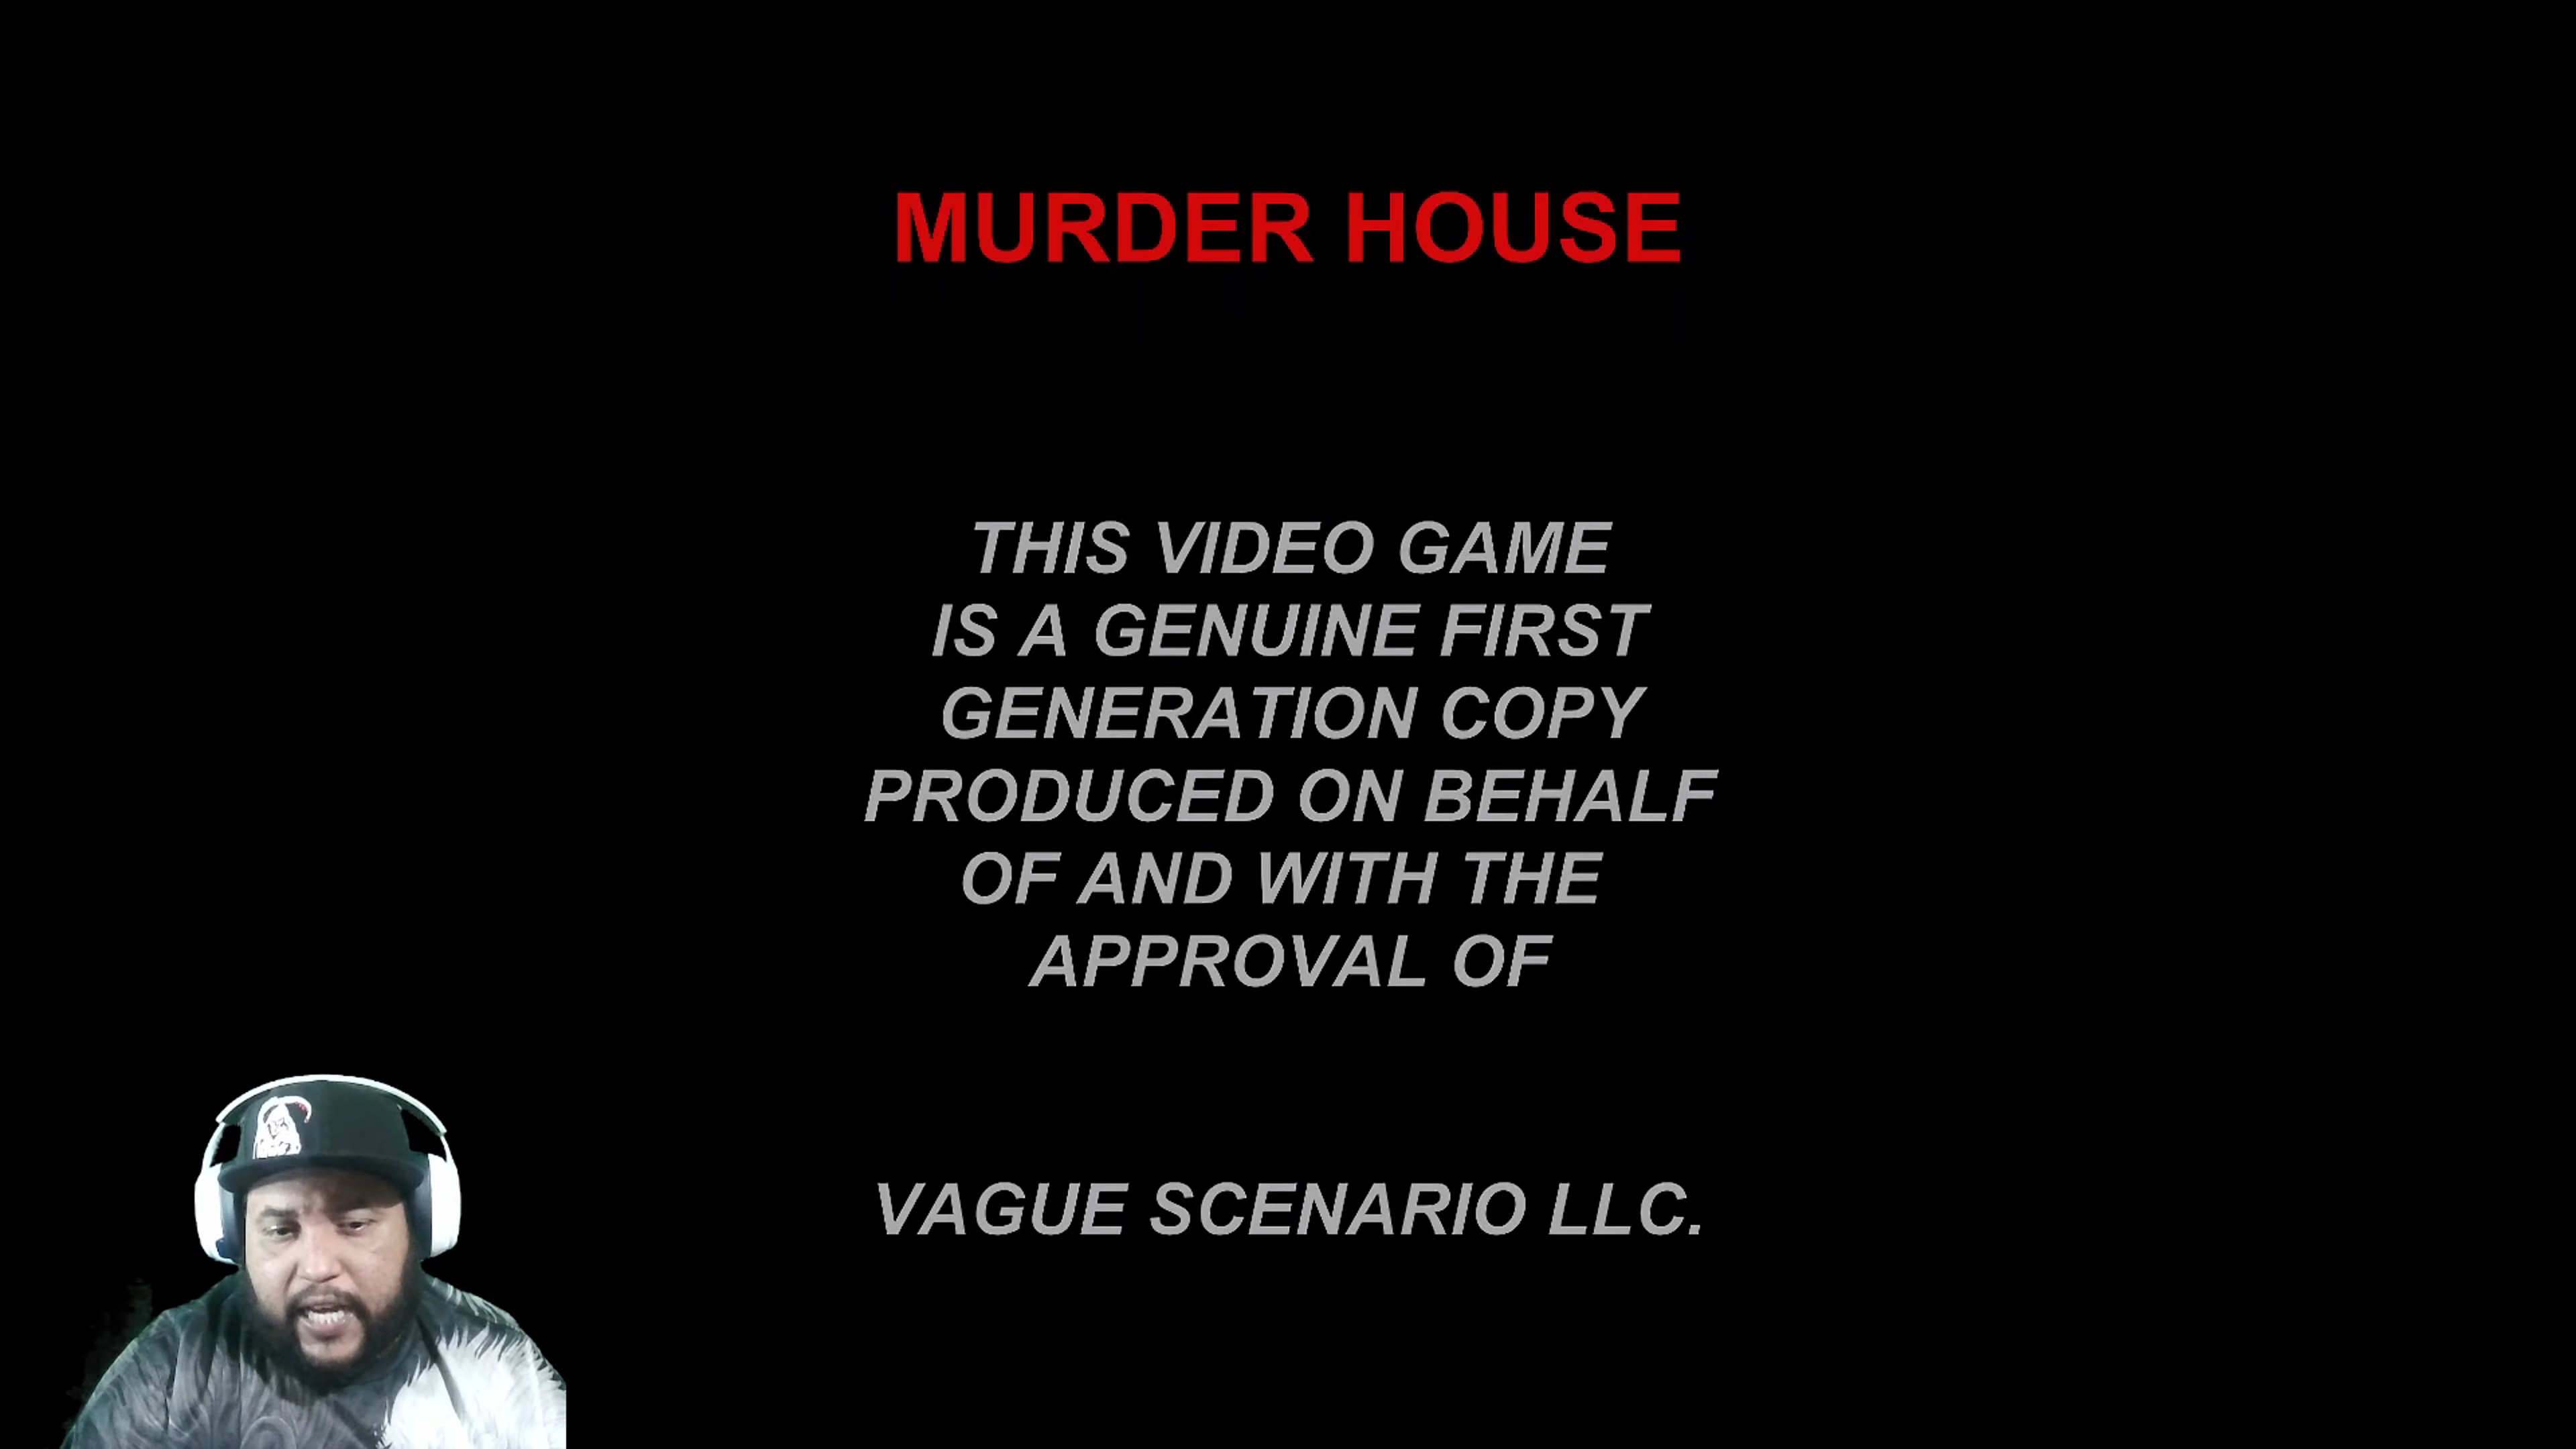 MURDER HOUSE
THIS VIDEO GAME
IS A GENUINE FIRST
GENERATION COPY
PRODUCED ON BEHALF
OF AND WITH THE
APPROVAL OF
VAGUE SCENARIO LLC.